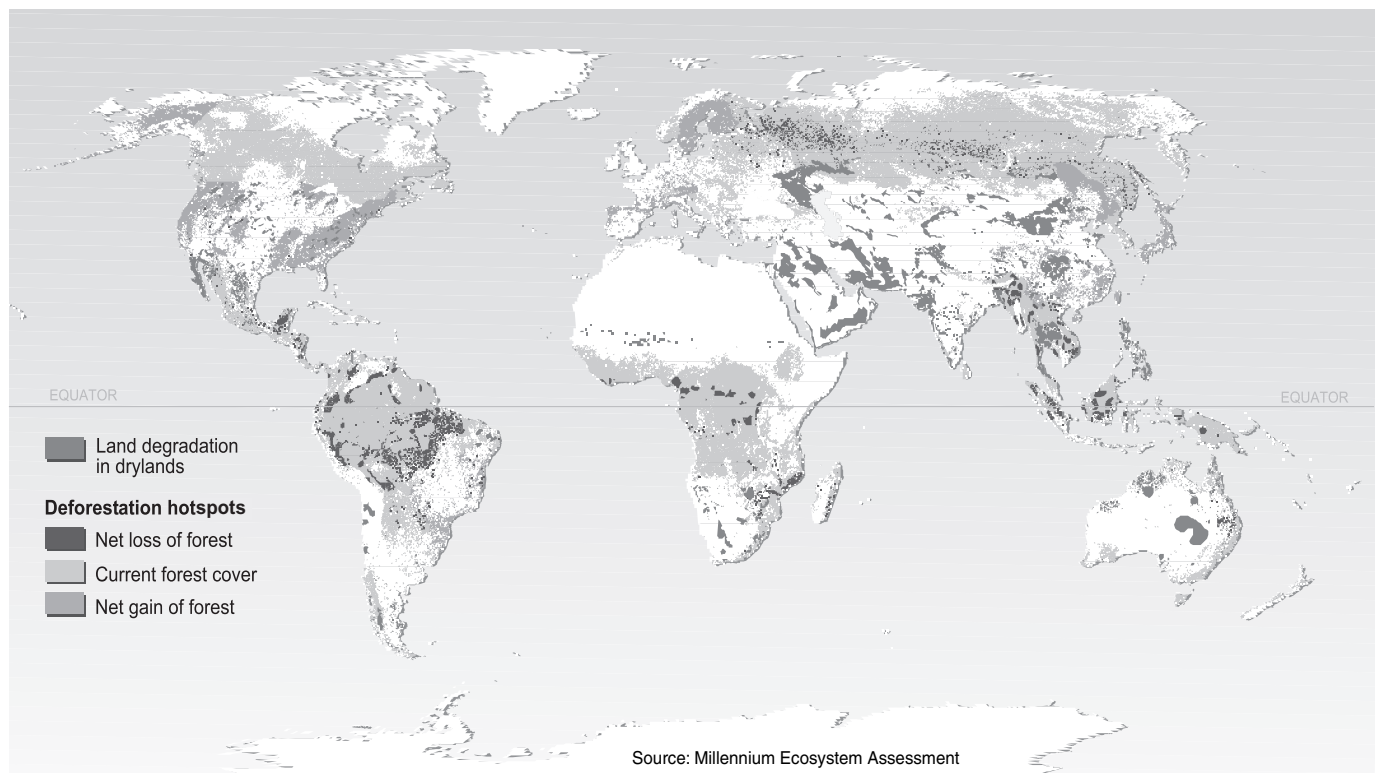 EQUATOR
EQUATOR
Land degradation
in drylands
Deforestation hotspots
Net loss of forest
Current forest cover
Net gain of forest
Source: Millennium Ecosystem Assessment